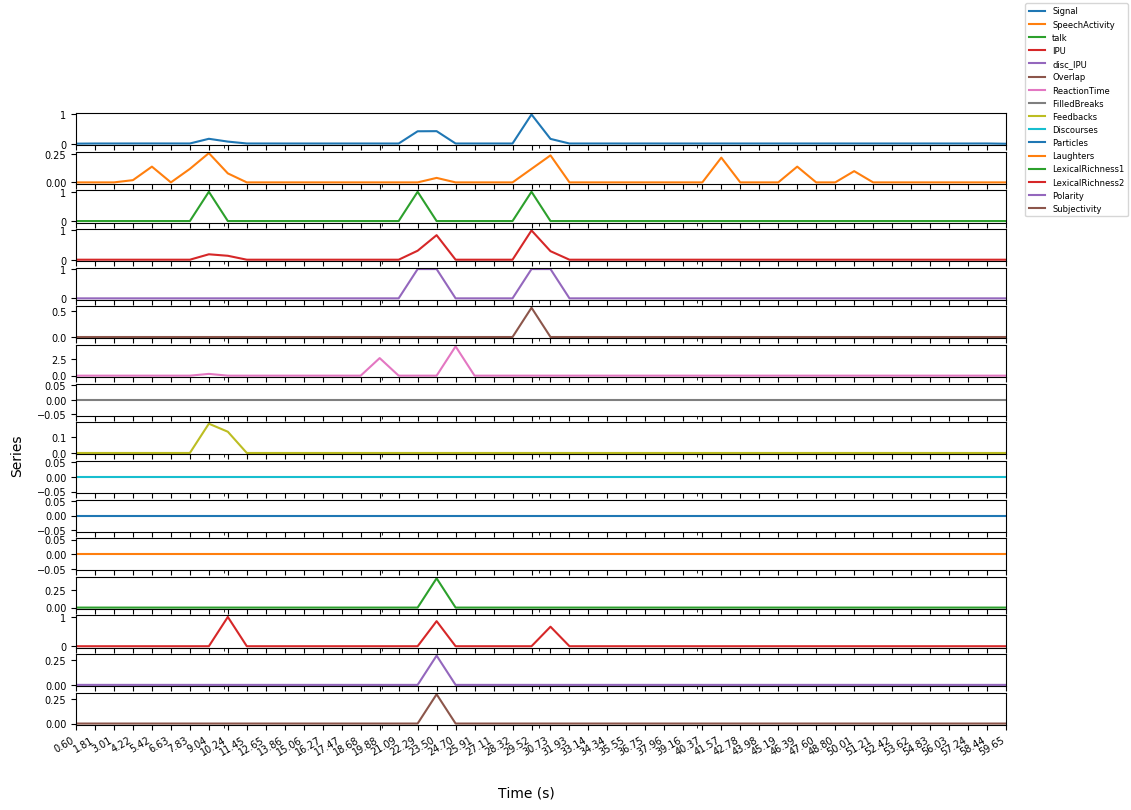 Signal
SpeechActivity
talk
IPU
disc_IPU
Overlap
ReactionTime
FilledBreaks
Feedbacks
Discourses
Particles
Laughters
LexicalRichness1
LexicalRichness2
Polarity
Subjectivity
1
0
0.25
0.00
1
0
1
0
1
0
0.5
0.0
2.5
0.0
0.05
0.00
−0.05
0.1
0.0
0.05
0.00
−0.05
0.05
0.00
−0.05
0.05
0.00
−0.05
0.25
0.00
1
0
0.25
0.00
0.25
0.00
Series
0.60 1.81 3.01 4.22 5.42 6.63 7.83 9.04 10.24 11.45 12.65 13.86 15.06 16.27 17.47 18.68 19.88 21.09 22.29 23.50 24.70 25.91 27.11 28.32 29.52 30.73 31.93 33.14 34.34 35.55 36.75 37.96 39.16 40.37 41.57 42.78 43.98 45.19 46.39 47.60 48.80 50.01 51.21 52.42 53.62 54.83 56.03 57.24 58.44 59.65
Time (s)